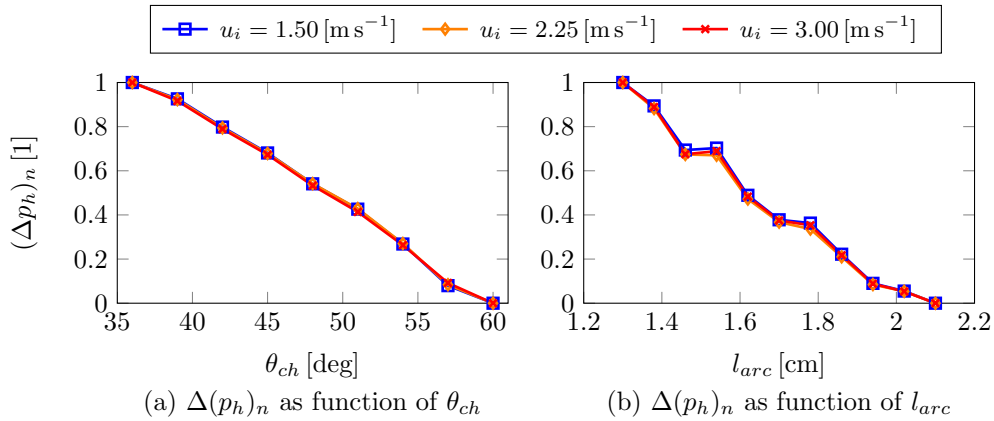 u_i = 1.50 [m s⁻¹] u_i = 2.25 [m s⁻¹] u_i = 3.00 [m s⁻¹]
(Δp_h)_n [1]
1
0.8
0.6
0.4
0.2
0
35 40 45 50 55 60
θ_ch [deg]
(a) Δ(p_h)_n as function of θ_ch
1
0.8
0.6
0.4
0.2
0
1.2 1.4 1.6 1.8 2 2.2
l_arc [cm]
(b) Δ(p_h)_n as function of l_arc